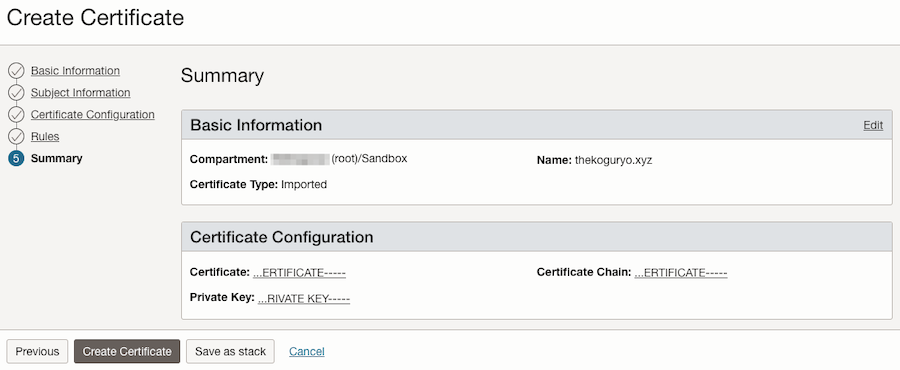 Create Certificate
Basic Information
Subject Information
Certificate Configuration
Rules
5 Summary
Summary
Basic Information Edit
Compartment: (root)/Sandbox Name: thekoguryo.xyz
Certificate Type: Imported
Certificate Configuration
Certificate: ...ERTIFICATE----- Certificate Chain: ...ERTIFICATE-----
Private Key: ...RIVATE KEY-----
Previous Create Certificate Save as stack Cancel